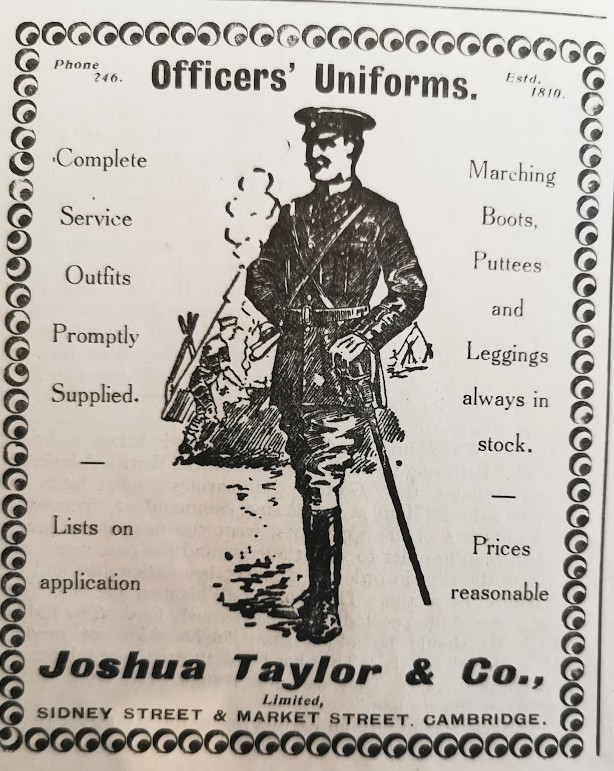 Phone
246.
Officers' Uniforms.
Estd.
1810.
Complete
Service
Outfits
Promptly
Supplied.
—
Lists on
application
Marching
Boots,
Puttees
and
Leggings
always in
stock.
—
Prices
reasonable
Joshua Taylor & Co.,
Limited,
SIDNEY STREET & MARKET STREET, CAMBRIDGE.